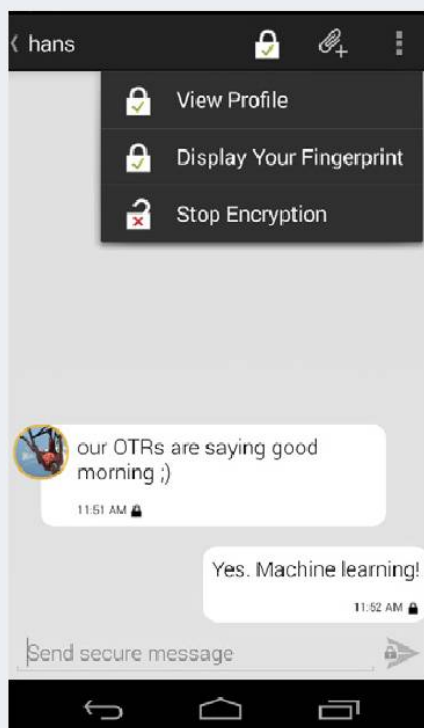 hans
View Profile
Display Your Fingerprint
Stop Encryption
our OTRs are saying good
morning ;)
11:51 AM
Yes. Machine learning!
11:52 AM
Send secure message